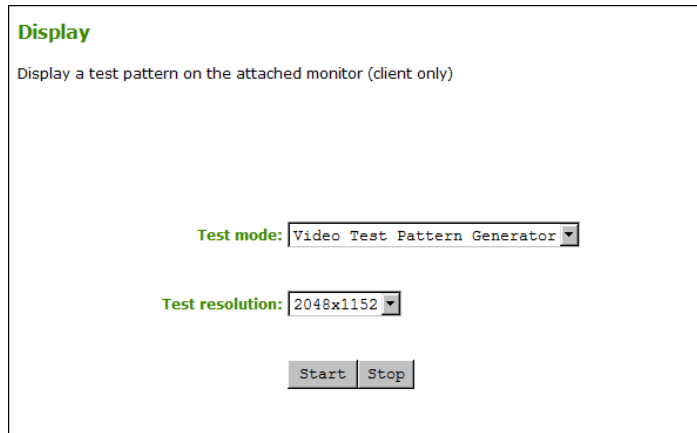 Display
Display a test pattern on the attached monitor (client only)
Test mode: Video Test Pattern Generator
Test resolution: 2048x1152
Start Stop